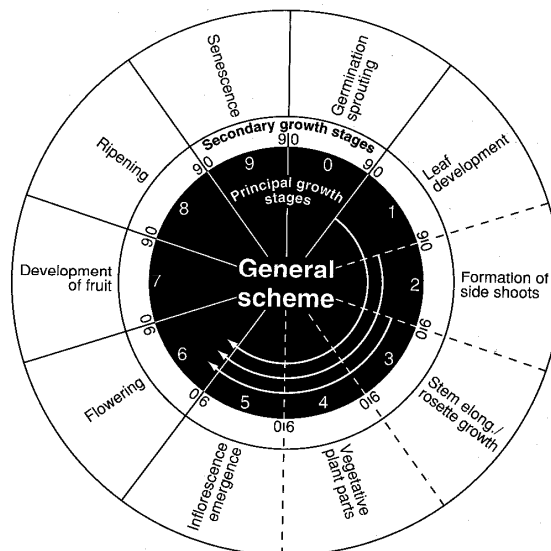 Senescence
Germination
sprouting
Leaf
development
Formation of
side shoots
Stem elong./
rosette growth
Vegetative
plant parts
Inflorescence
emergence
Flowering
Development
of fruit
Ripening
Secondary growth stages
9 0
9 0
9 0
9 0
9 0
9 0
9 0
9 0
9 0
9 0
0
1
2
3
4
5
6
7
8
9
Principal growth
stages
General
scheme